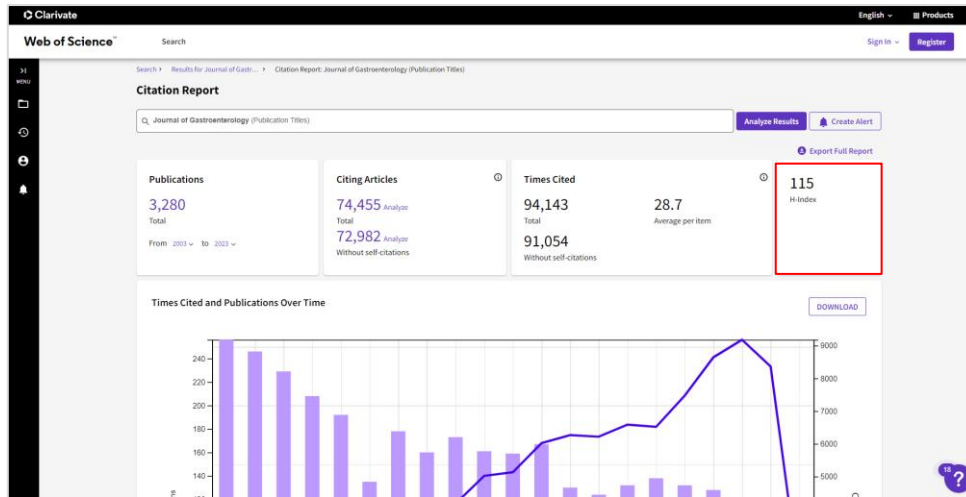 Clarivate
English
Products
Web of Science™
Search
Sign In
Register
MENU
Search > Results for Journal of Gastr... > Citation Report: Journal of Gastroenterology (Publication Titles)
Citation Report
Journal of Gastroenterology (Publication Titles)
Analyze Results
Create Alert
Export Full Report
Publications
3,280
Total
From 2003 to 2023
Citing Articles
74,455 Analyze
Total
72,982 Analyze
Without self-citations
Times Cited
94,143
Total
91,054
Without self-citations
28.7
Average per item
115
H-Index
Times Cited and Publications Over Time
DOWNLOAD
240
220
200
180
160
140
9000
8000
7000
6000
5000
18
?